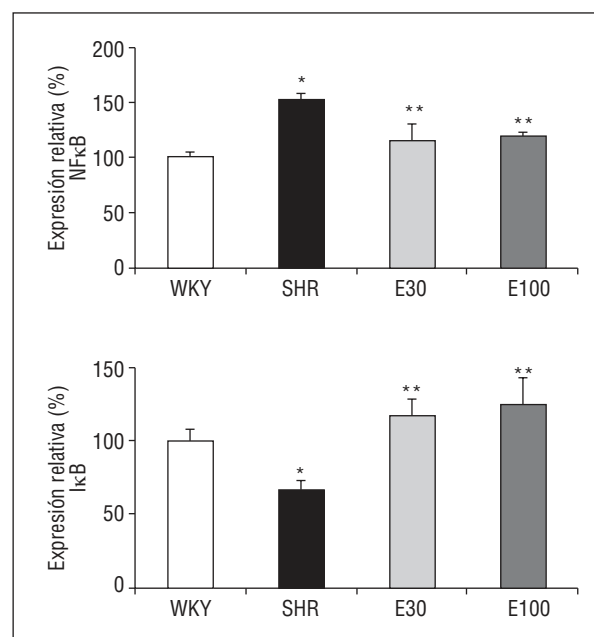 Expresión relativa (%)
NFκB
200
150
100
50
0
*
**
**
WKY SHR E30 E100
Expresión relativa (%)
IκB
150
100
50
0
*
**
**
WKY SHR E30 E100